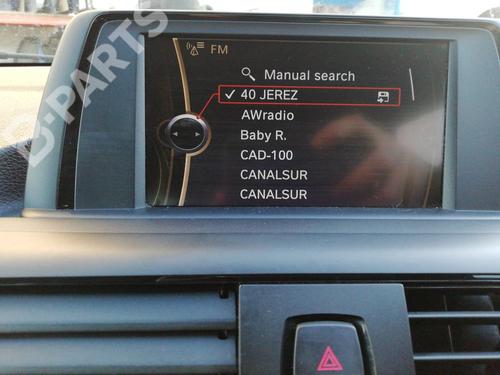 B-PARTS
FM
Manual search
40 JEREZ
AWradio
Baby R.
CAD-100
CANALSUR
CANALSUR